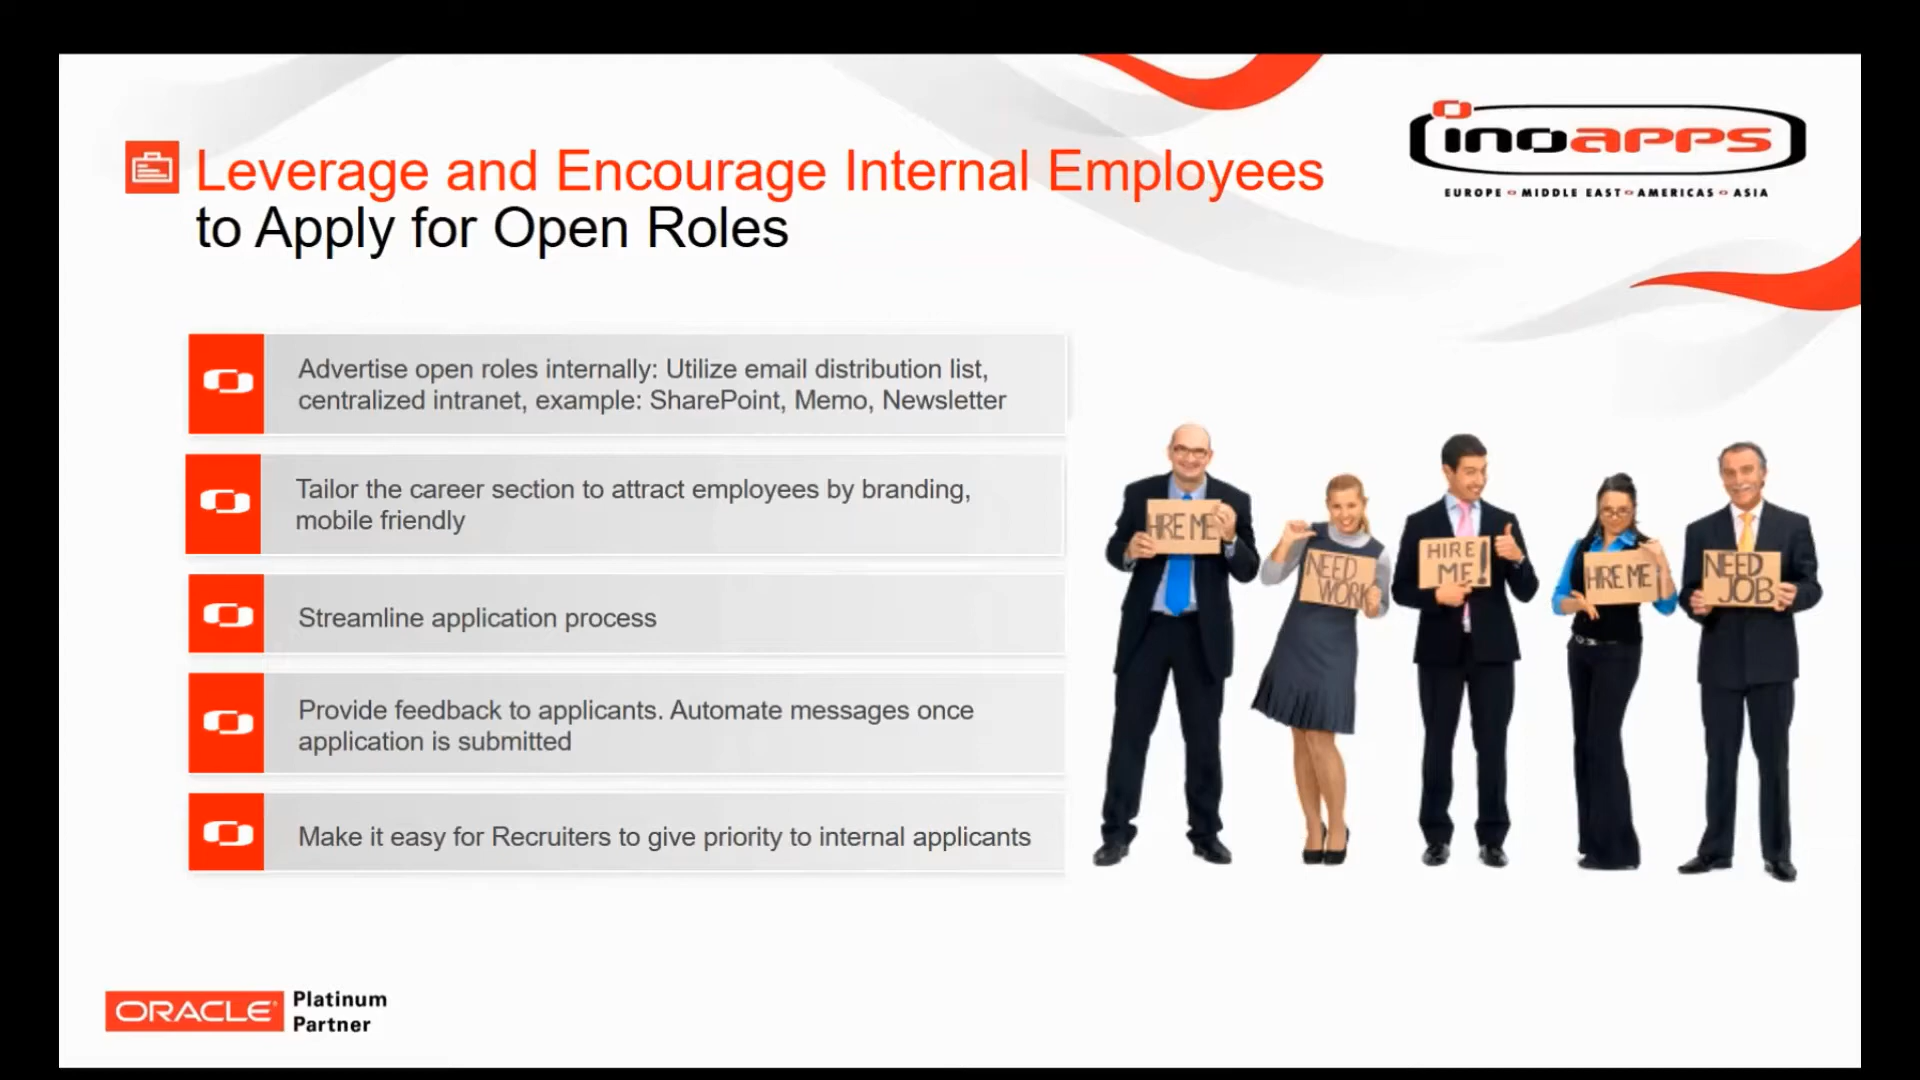 Leverage and Encourage Internal Employees
to Apply for Open Roles
inoapps
EUROPE MIDDLE EAST AMERICAS ASIA
Advertise open roles internally: Utilize email distribution list,
centralized intranet, example: SharePoint, Memo, Newsletter
Tailor the career section to attract employees by branding,
mobile friendly
Streamline application process
Provide feedback to applicants. Automate messages once
application is submitted
Make it easy for Recruiters to give priority to internal applicants
HIRE ME
NEED
WORK
HIRE
ME!
HIRE ME
NEED
JOB
ORACLE
Platinum
Partner